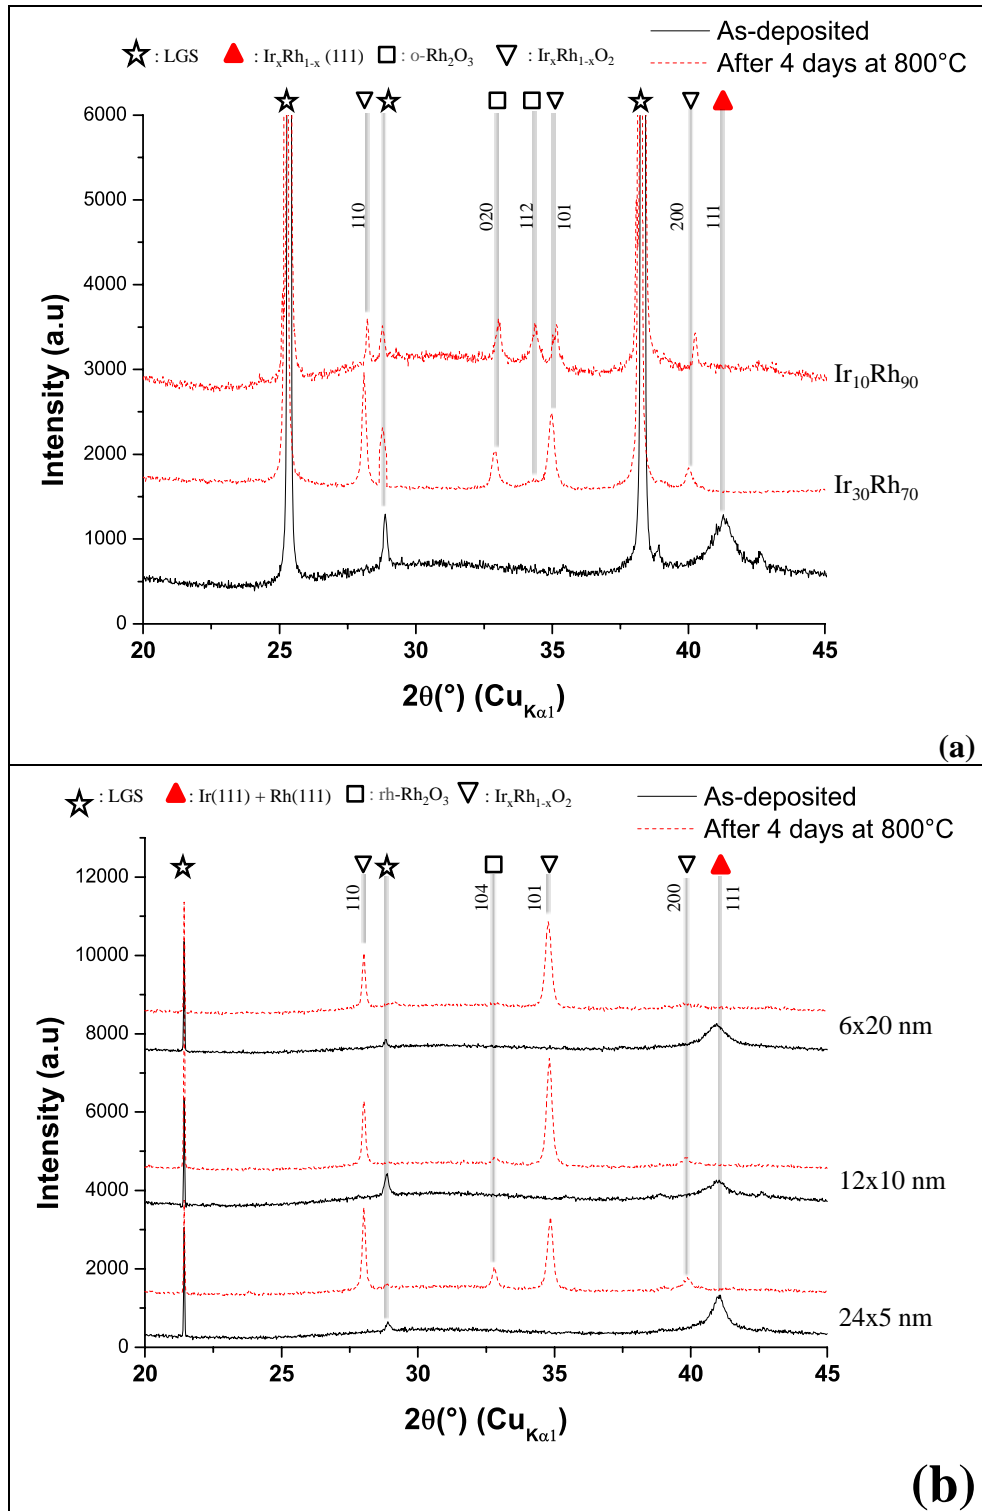 As-deposited
☆: LGS ▲: IrₓRh₁₋ₓ (111) □: o-Rh₂O₃ ▽: IrₓRh₁₋ₓO₂
After 4 days at 800°C
6000
5000
4000
3000
2000
1000
0
Intensity (a.u)
110
020
112
101
200
111
Ir₁₀Rh₉₀
Ir₃₀Rh₇₀
20 25 30 35 40 45
2θ(°) (Cu_Kα1)
(a)
☆: LGS ▲: Ir(111) + Rh(111) □: rh-Rh₂O₃ ▽: IrₓRh₁₋ₓO₂
As-deposited
After 4 days at 800°C
12000
10000
8000
6000
4000
2000
0
Intensity (a.u)
110
104
101
200
111
6x20 nm
12x10 nm
24x5 nm
20 25 30 35 40 45
2θ(°) (Cu_Kα1)
(b)